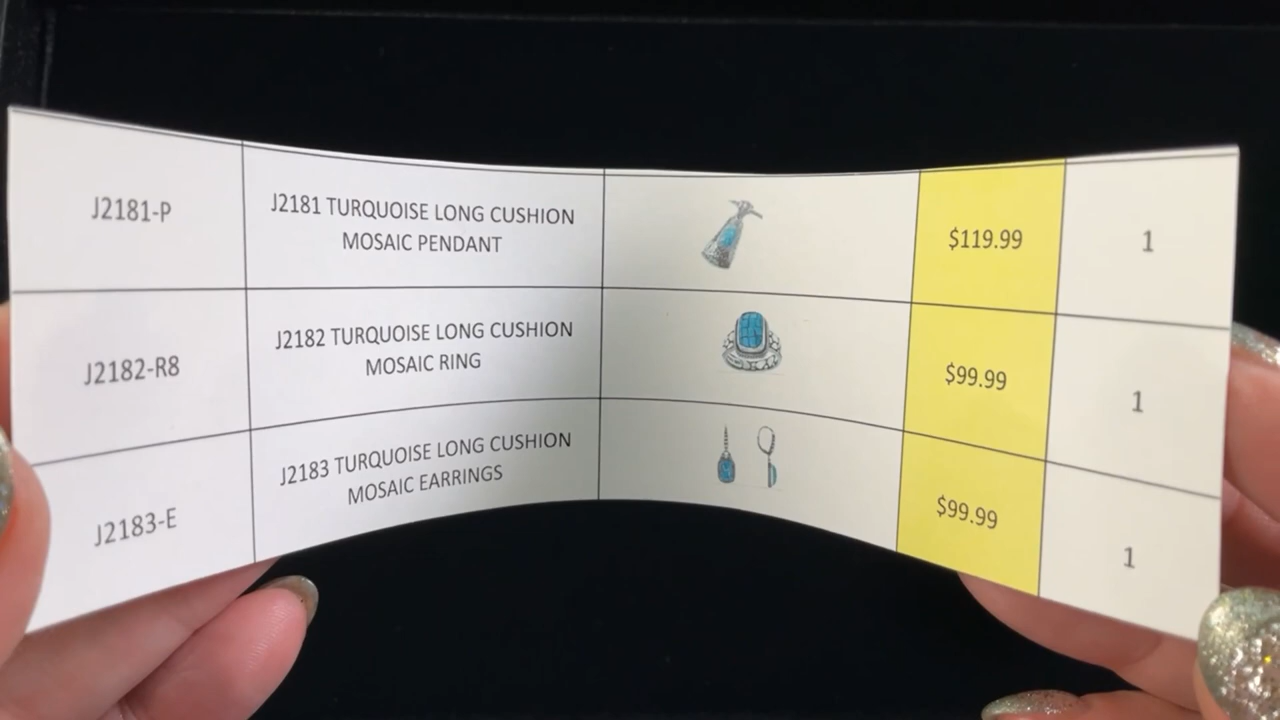 J2181-P
J2181 TURQUOISE LONG CUSHION
MOSAIC PENDANT
$119.99
1
J2182-R8
J2182 TURQUOISE LONG CUSHION
MOSAIC RING
$99.99
1
J2183-E
J2183 TURQUOISE LONG CUSHION
MOSAIC EARRINGS
$99.99
1